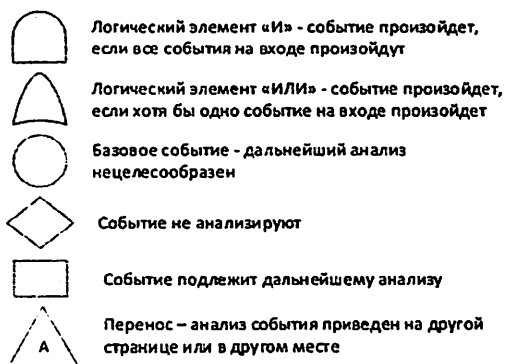 Логический элемент «И» - событие произойдет,
если все события на входе произойдут
Логический элемент «ИЛИ» - событие произойдет,
если хотя бы одно событие на входе произойдет
Базовое событие - дальнейший анализ
нецелесообразен
Событие не анализируют
Событие подлежит дальнейшему анализу
A
Перенос – анализ события приведен на другой
странице или в другом месте